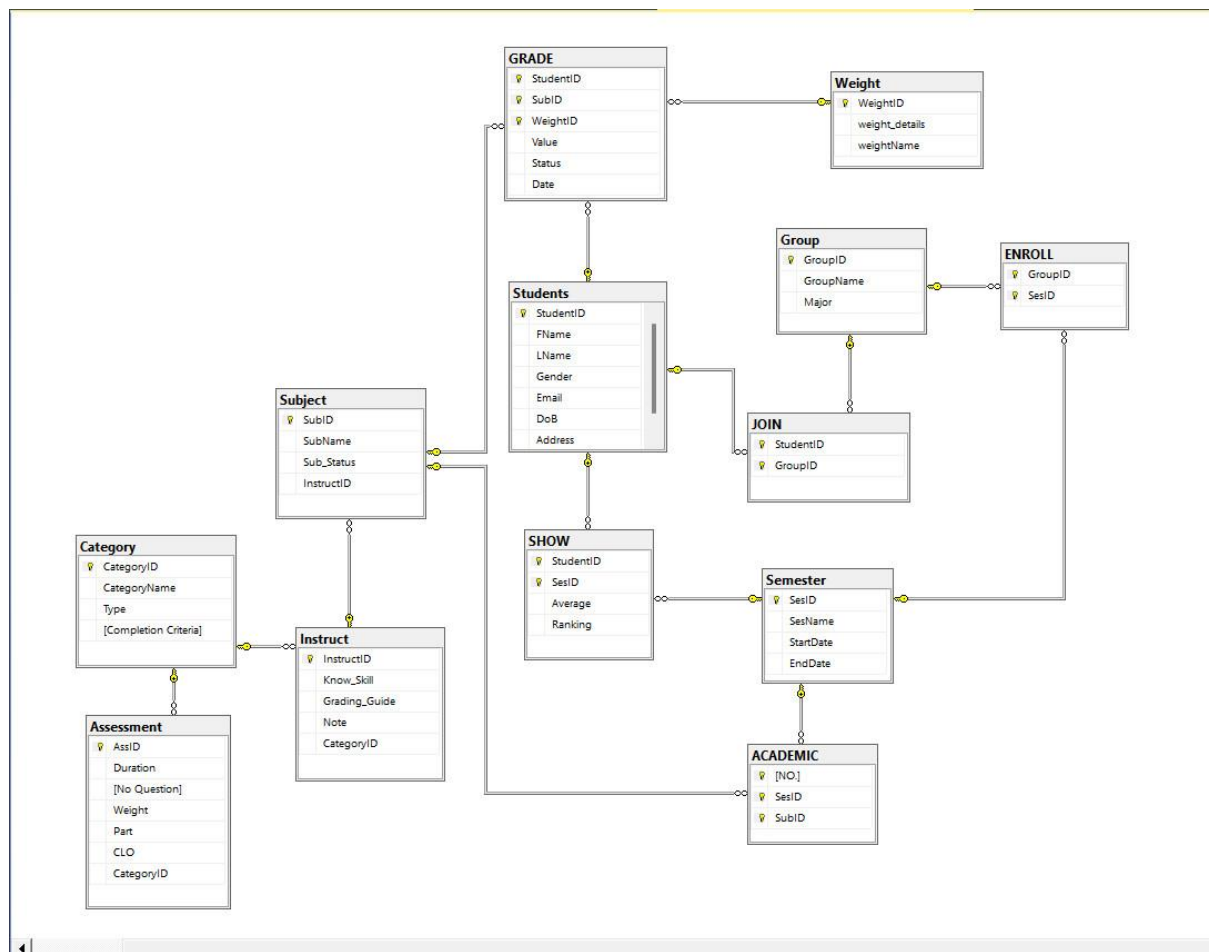 GRADE
StudentID
SubID
WeightID
Value
Status
Date
Weight
WeightID
weight_details
weightName
Group
GroupID
GroupName
Major
ENROLL
GroupID
SesID
Students
StudentID
FName
LName
Gender
Email
DoB
Address
Subject
SubID
SubName
Sub_Status
InstructID
JOIN
StudentID
GroupID
SHOW
StudentID
SesID
Average
Ranking
Category
CategoryID
CategoryName
Type
[Completion Criteria]
Semester
SesID
SesName
StartDate
EndDate
Instruct
InstructID
Know_Skill
Grading_Guide
Note
CategoryID
Assessment
AssID
Duration
[No Question]
Weight
Part
CLO
CategoryID
ACADEMIC
[NO.]
SesID
SubID